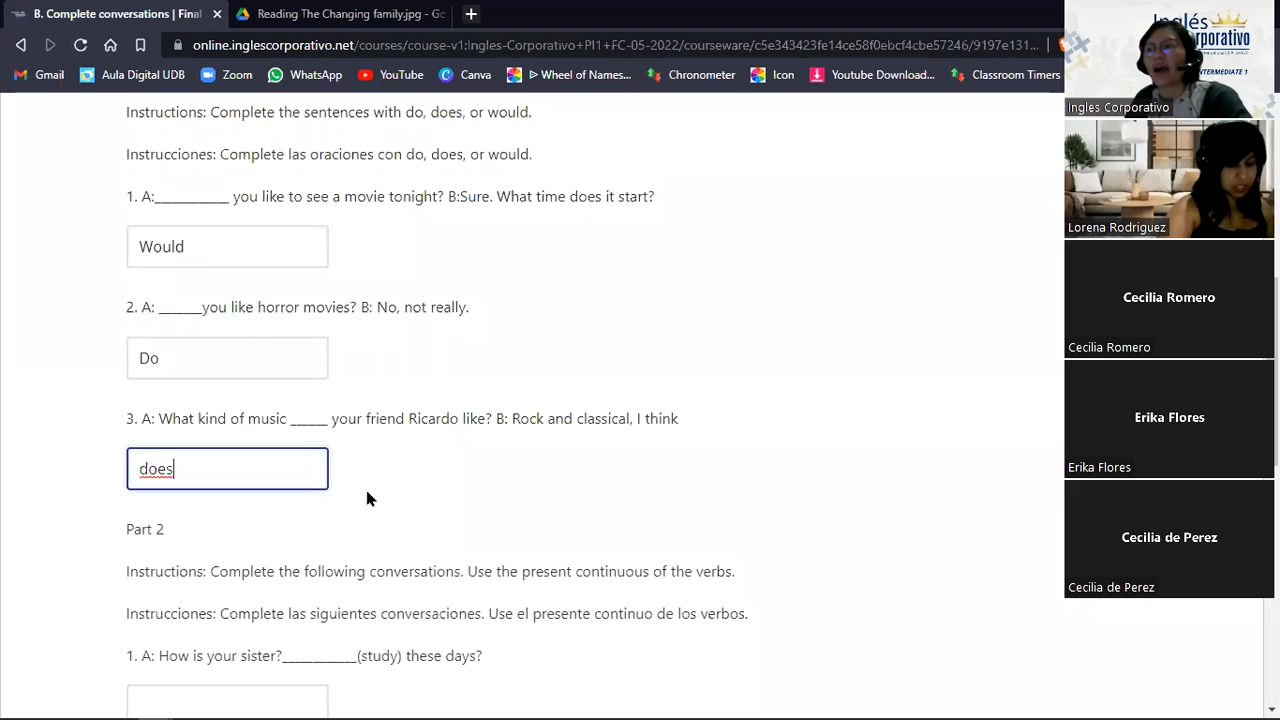 B. Complete conversations | Final
Reading The Changing family.jpg - Go
online.inglescorporativo.net/courses/course-v1:Ingles-Corporativo+PI1+FC-05-2022/courseware/c5e343423fe14ce58f0ebcf4cbe57246/9197e131...
Gmail
Aula Digital UGB
Zoom
WhatsApp
YouTube
Canva
ᐅ Wheel of Names...
Chronometer
Icon
Youtube Download...
Classroom Timers
Instructions: Complete the sentences with do, does, or would.
Instrucciones: Complete las oraciones con do, does, or would.
1. A:___________ you like to see a movie tonight? B:Sure. What time does it start?
Would
2. A: _______you like horror movies? B: No, not really.
Do
3. A: What kind of music ______ your friend Ricardo like? B: Rock and classical, I think
does
Part 2
Instructions: Complete the following conversations. Use the present continuous of the verbs.
Instrucciones: Complete las siguientes conversaciones. Use el presente continuo de los verbos.
1. A: How is your sister?____________(study) these days?
Inglés
Corporativo
INTERMEDIATE 1
Ingles Corporativo
Lorena Rodriguez
Cecilia Romero
Cecilia Romero
Erika Flores
Erika Flores
Cecilia de Perez
Cecilia de Perez